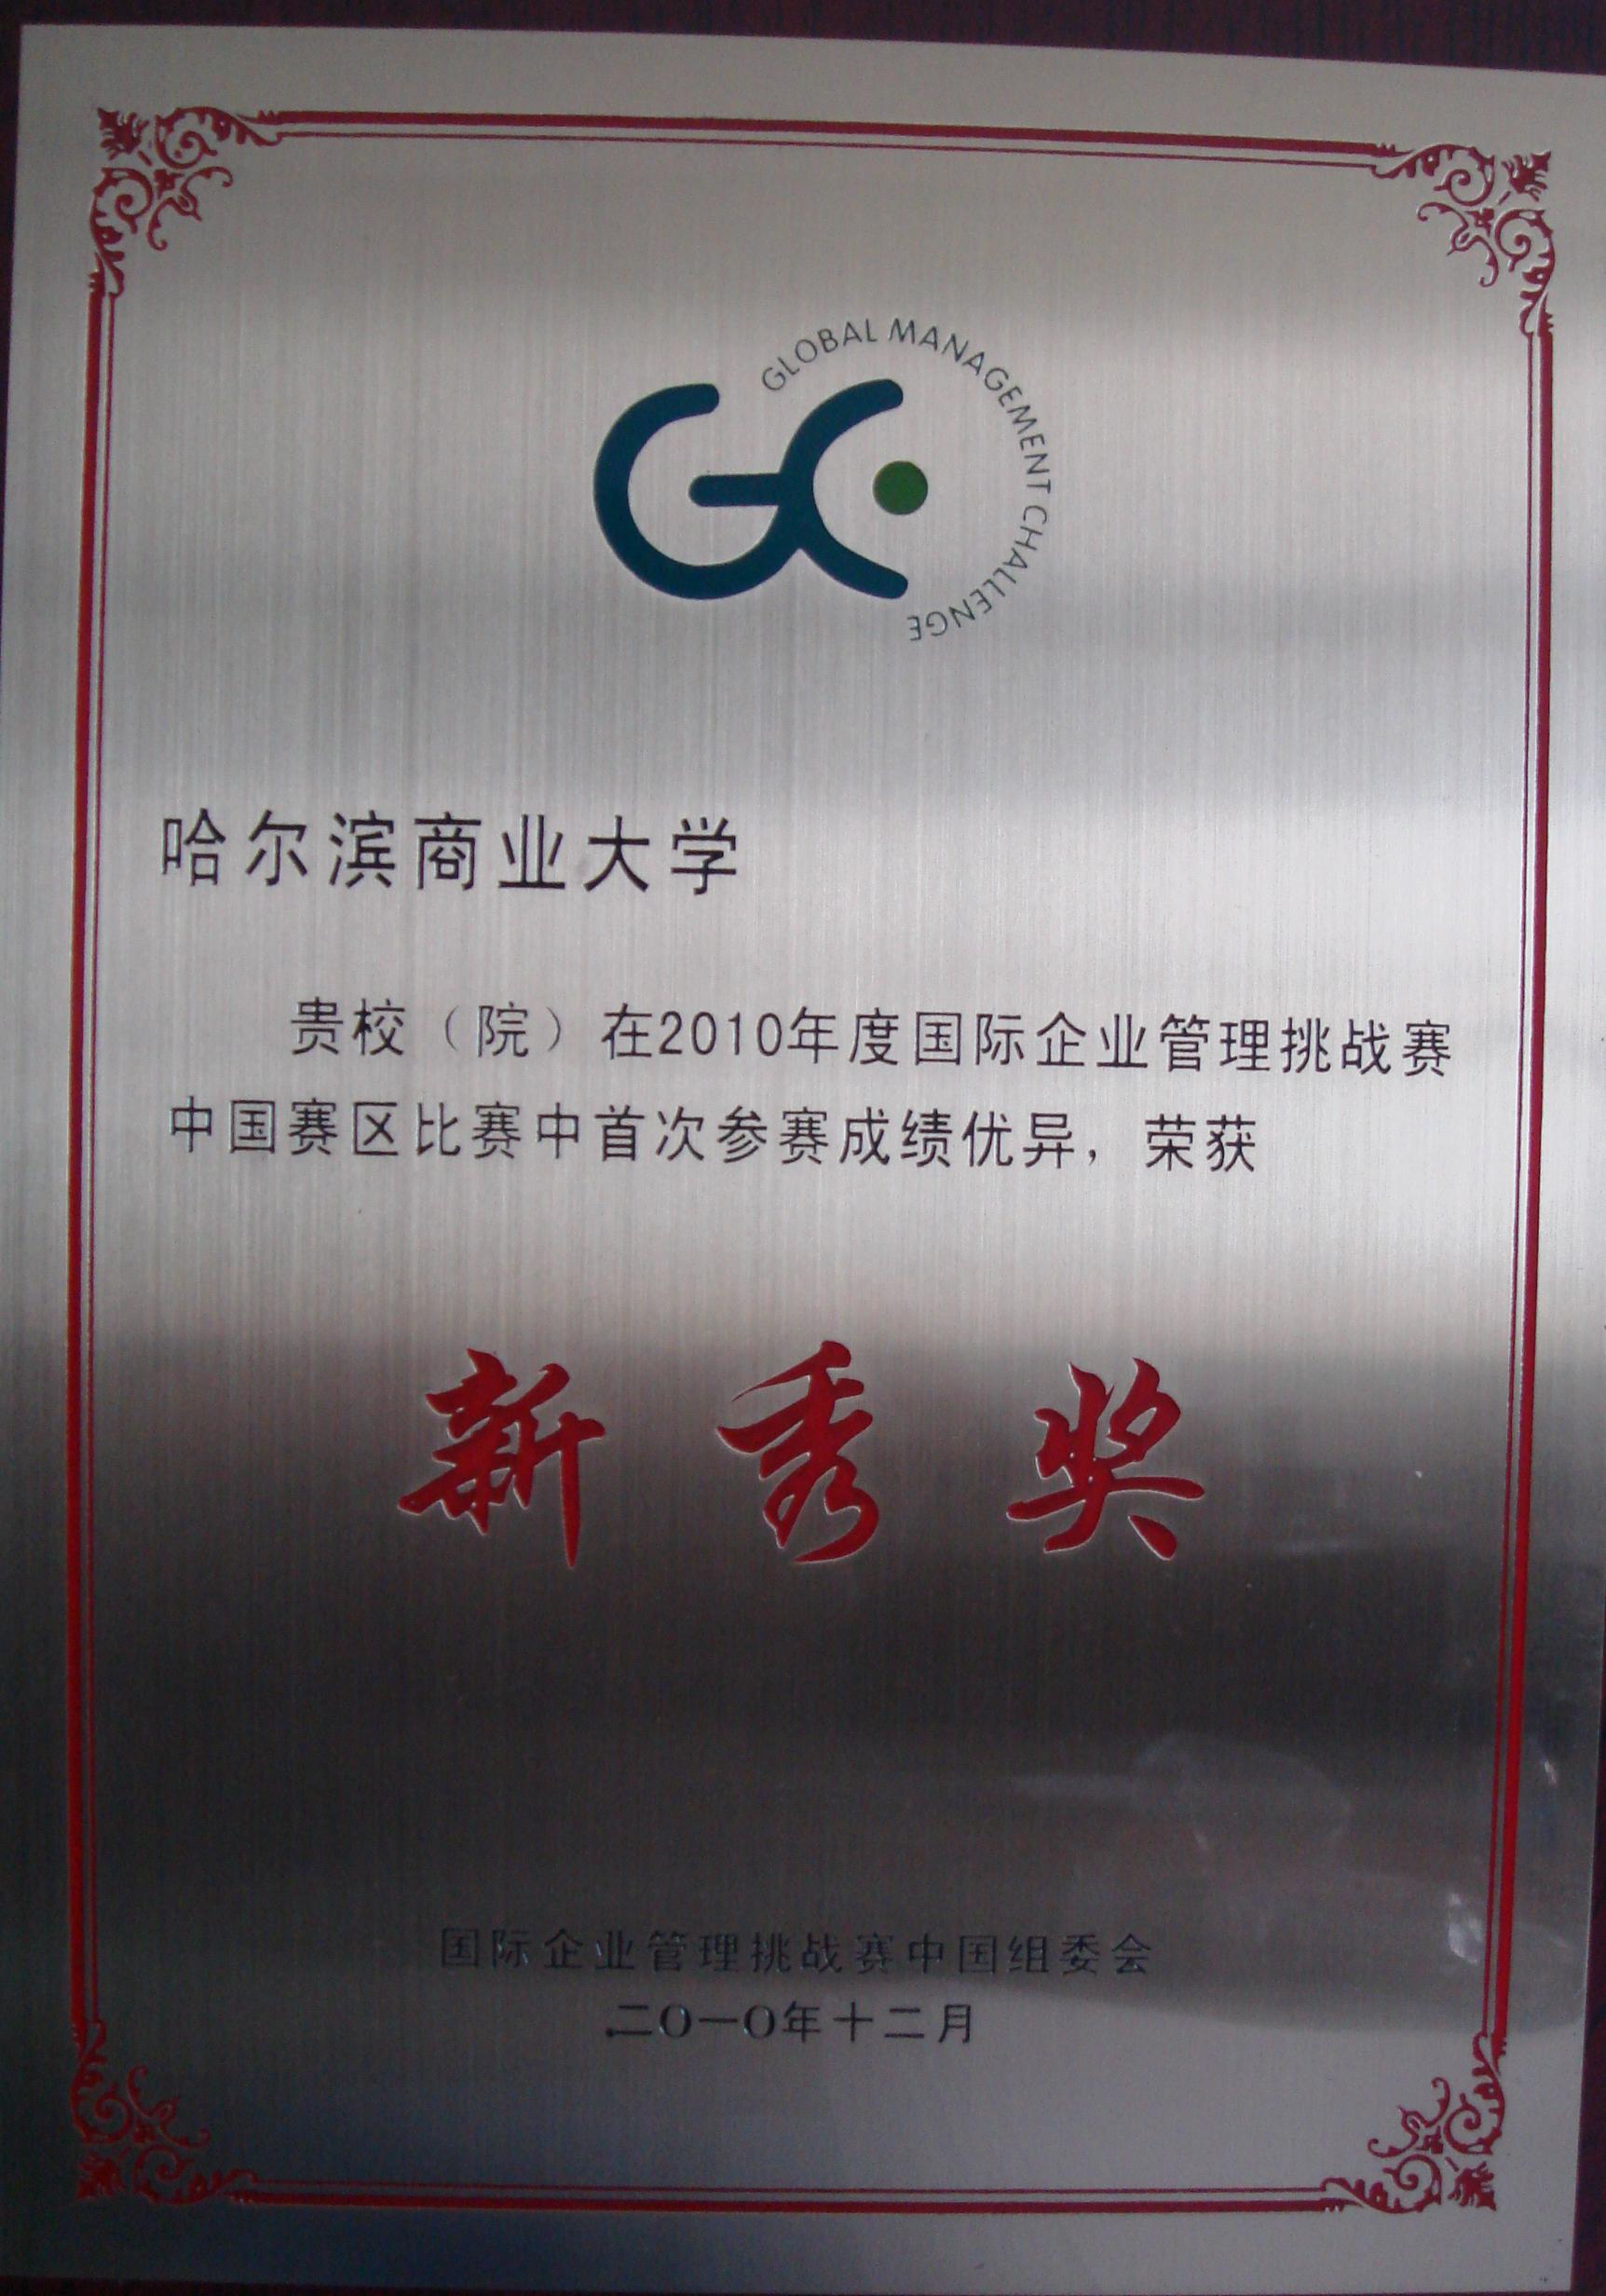 GLOBAL MANAGEMENT CHALLENGE
哈尔滨商业大学
贵校（院）在2010年度国际企业管理挑战赛
中国赛区比赛中首次参赛成绩优异，荣获
新秀奖
国际企业管理挑战赛中国组委会
二O一O年十二月